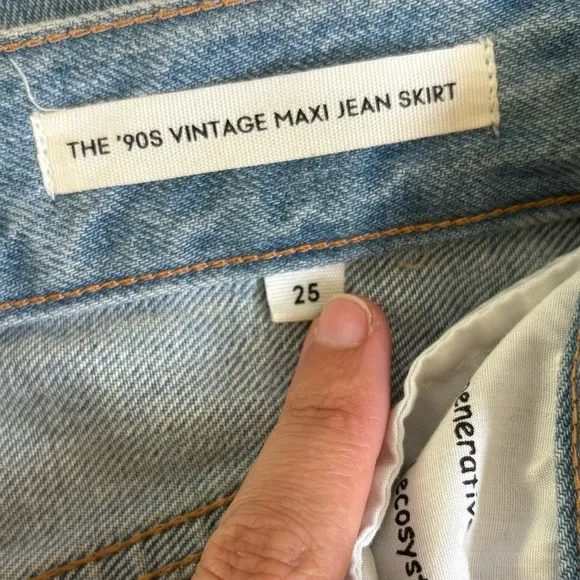 THE '90S VINTAGE MAXI JEAN SKIRT
25